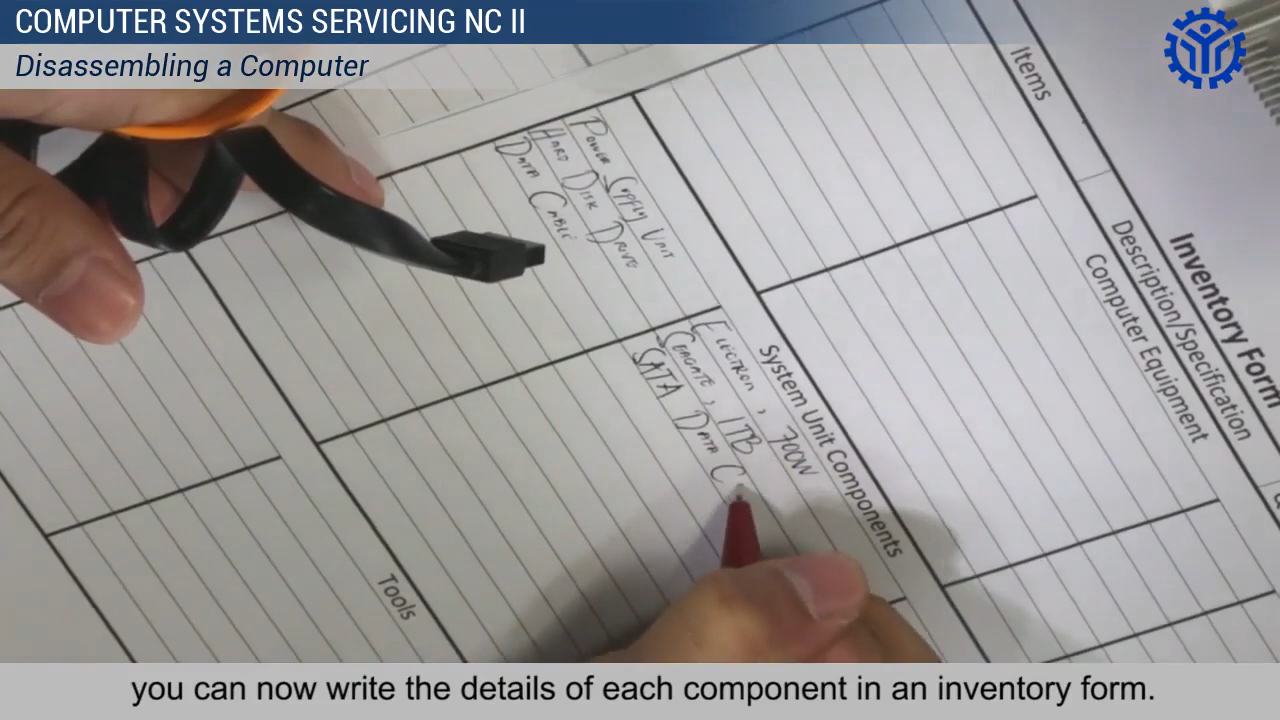 COMPUTER SYSTEMS SERVICING NC II
Disassembling a Computer
Inventory Form
Items
Description/Specification
Computer Equipment
System Unit Components
POWER SUPPLY UNIT
ELECTRON, 700W
HARD DISK DRIVE
SEAGATE, 1TB
DATA CABLE
SATA DATA C
Tools
you can now write the details of each component in an inventory form.